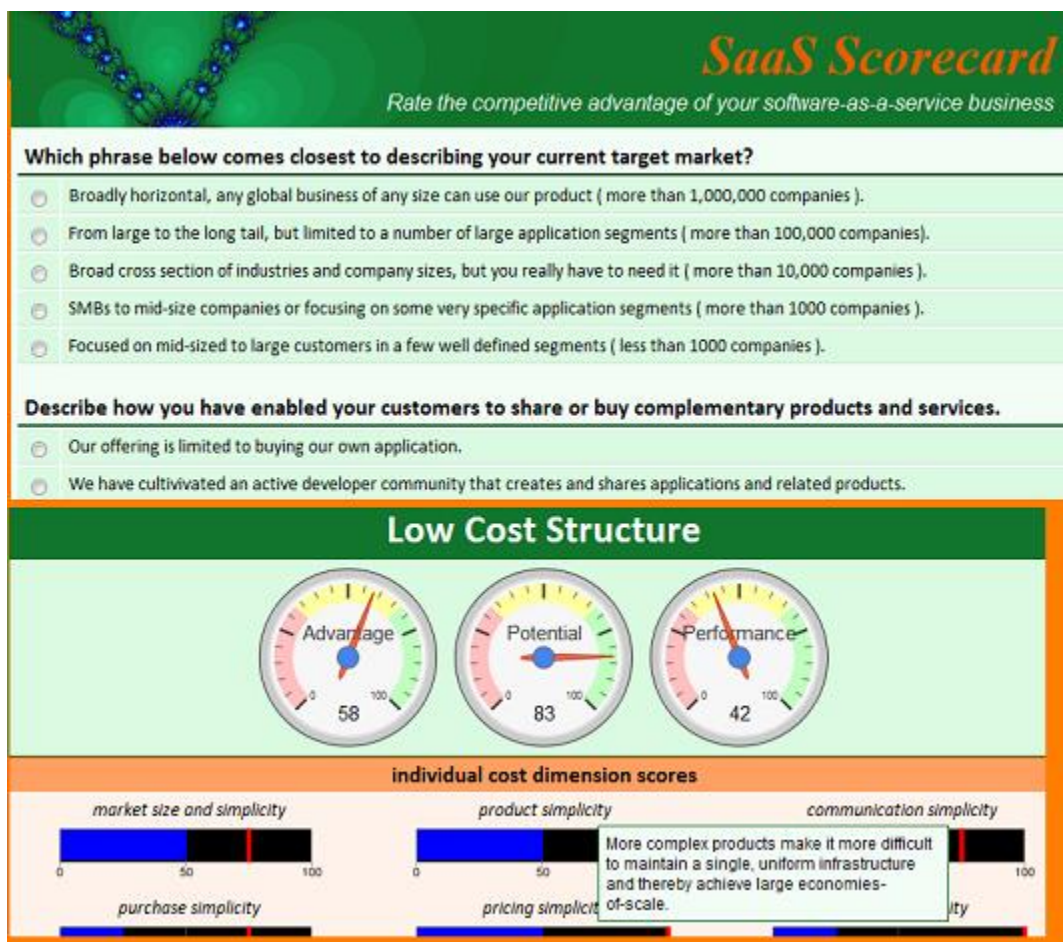 SaaS Scorecard
Rate the competitive advantage of your software-as-a-service business
Which phrase below comes closest to describing your current target market?
Broadly horizontal, any global business of any size can use our product ( more than 1,000,000 companies ).
From large to the long tail, but limited to a number of large application segments ( more than 100,000 companies).
Broad cross section of industries and company sizes, but you really have to need it ( more than 10,000 companies ).
SMBs to mid-size companies or focusing on some very specific application segments ( more than 1000 companies ).
Focused on mid-sized to large customers in a few well defined segments ( less than 1000 companies ).
Describe how you have enabled your customers to share or buy complementary products and services.
Our offering is limited to buying our own application.
We have cultivivated an active developer community that creates and shares applications and related products.
Low Cost Structure
Advantage Potential Performance
0 100 0 100 0 100
58 83 42
individual cost dimension scores
market size and simplicity product simplicity communication simplicity
0 50 100 0 50 100
More complex products make it more difficult
to maintain a single, uniform infrastructure
and thereby achieve large economies-
of-scale.
purchase simplicity pricing